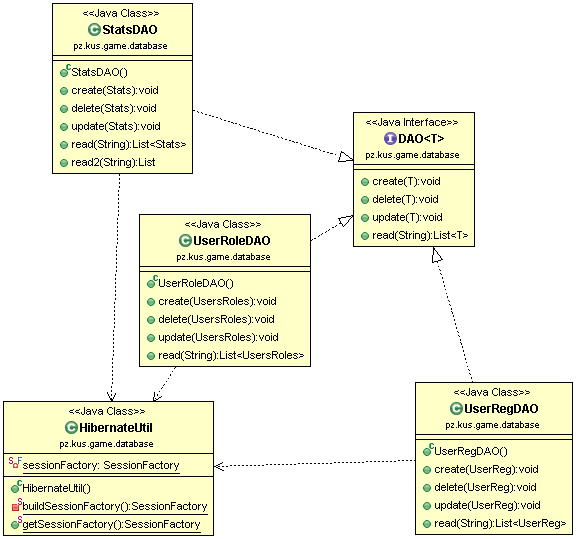 <<Java Class>>
StatsDAO
pz.kus.game.database
StatsDAO()
create(Stats):void
delete(Stats):void
update(Stats):void
read(String):List<Stats>
read2(String):List
<<Java Interface>>
DAO<T>
pz.kus.game.database
create(T):void
delete(T):void
update(T):void
read(String):List<T>
<<Java Class>>
UserRoleDAO
pz.kus.game.database
UserRoleDAO()
create(UsersRoles):void
delete(UsersRoles):void
update(UsersRoles):void
read(String):List<UsersRoles>
<<Java Class>>
HibernateUtil
pz.kus.game.database
sessionFactory: SessionFactory
HibernateUtil()
buildSessionFactory():SessionFactory
getSessionFactory():SessionFactory
<<Java Class>>
UserRegDAO
pz.kus.game.database
UserRegDAO()
create(UserReg):void
delete(UserReg):void
update(UserReg):void
read(String):List<UserReg>